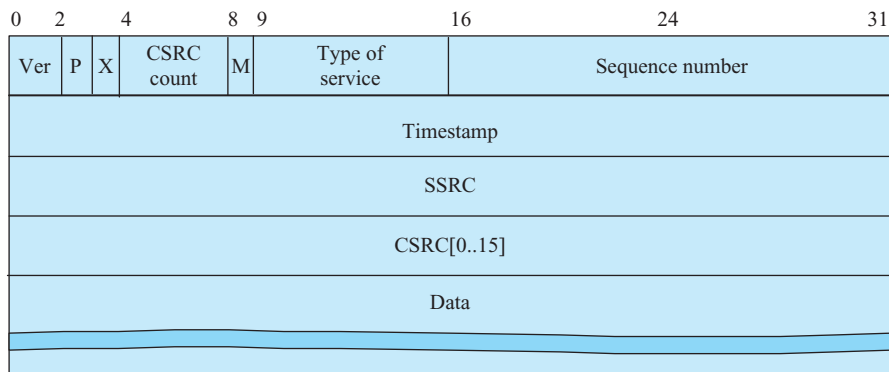 0 2 4 8 9 16 24 31
Ver P X CSRC count M Type of service Sequence number
Timestamp
SSRC
CSRC[0..15]
Data